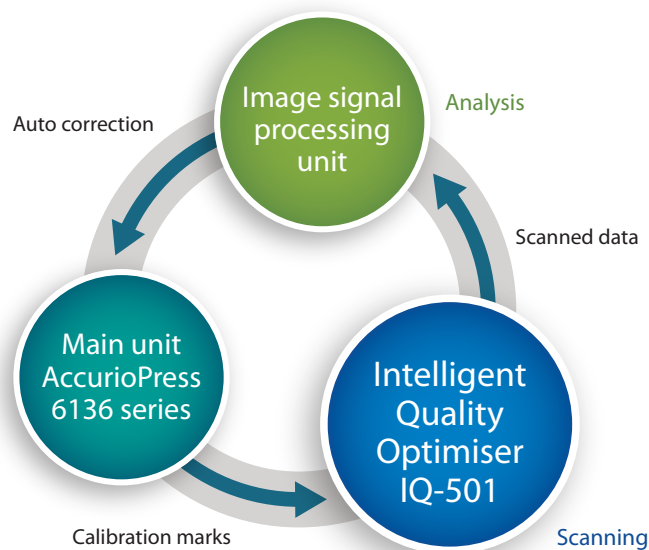 Image signal
processing
unit
Analysis
Auto correction
Scanned data
Main unit
AccurioPress
6136 series
Intelligent
Quality
Optimiser
IQ-501
Calibration marks
Scanning